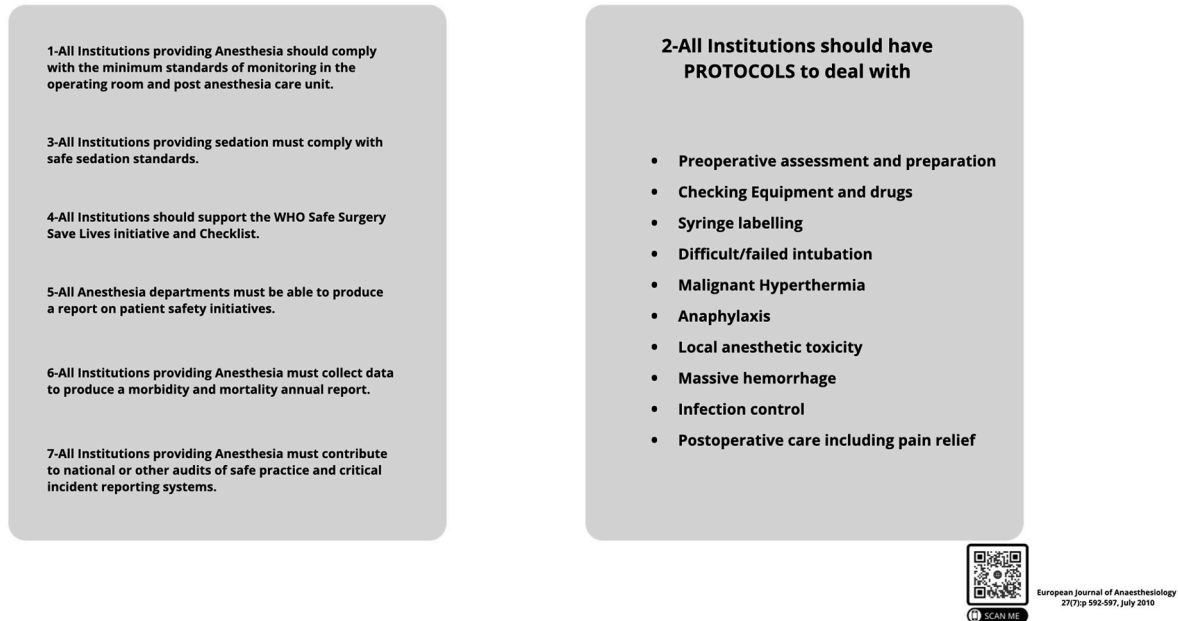 1-All Institutions providing Anesthesia should comply
with the minimum standards of monitoring in the
operating room and post anesthesia care unit.
3-All Institutions providing sedation must comply with
safe sedation standards.
4-All Institutions should support the WHO Safe Surgery
Save Lives initiative and Checklist.
5-All Anesthesia departments must be able to produce
a report on patient safety initiatives.
6-All Institutions providing Anesthesia must collect data
to produce a morbidity and mortality annual report.
7-All Institutions providing Anesthesia must contribute
to national or other audits of safe practice and critical
incident reporting systems.
2-All Institutions should have
PROTOCOLS to deal with
• Preoperative assessment and preparation
• Checking Equipment and drugs
• Syringe labelling
• Difficult/failed intubation
• Malignant Hyperthermia
• Anaphylaxis
• Local anesthetic toxicity
• Massive hemorrhage
• Infection control
• Postoperative care including pain relief
SCAN ME
European Journal of Anaesthesiology
27(7):p 592-597, July 2010